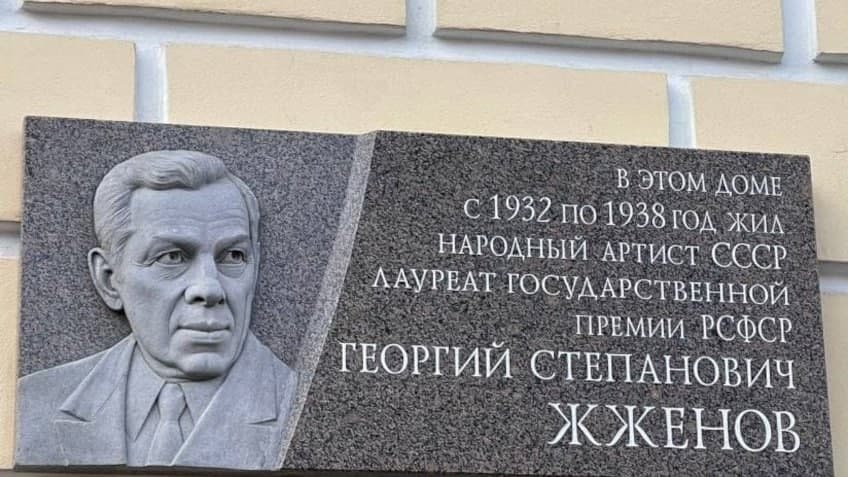 В ЭТОМ ДОМЕ
С 1932 ПО 1938 ГОД ЖИЛ
НАРОДНЫЙ АРТИСТ СССР
ЛАУРЕАТ ГОСУДАРСТВЕННОЙ
ПРЕМИИ РСФСР
ГЕОРГИЙ СТЕПАНОВИЧ
ЖЖЕНОВ